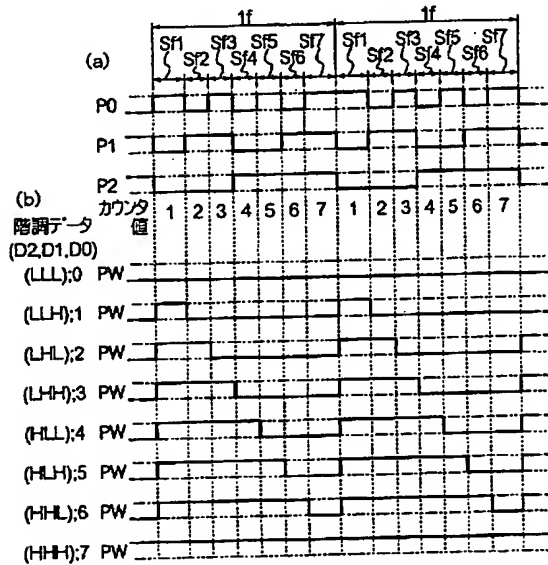 1f 1f
Sf1 Sf3 Sf5 Sf7 Sf1 Sf3 Sf5 Sf7
Sf2 Sf4 Sf6 Sf2 Sf4 Sf6
(a)
P0
P1
P2
(b)
階調データ カウンタ値 1 2 3 4 5 6 7 1 2 3 4 5 6 7
(D2,D1,D0)
(LLL);0 PW
(LLH);1 PW
(LHL);2 PW
(LHH);3 PW
(HLL);4 PW
(HLH);5 PW
(HHL);6 PW
(HHH);7 PW